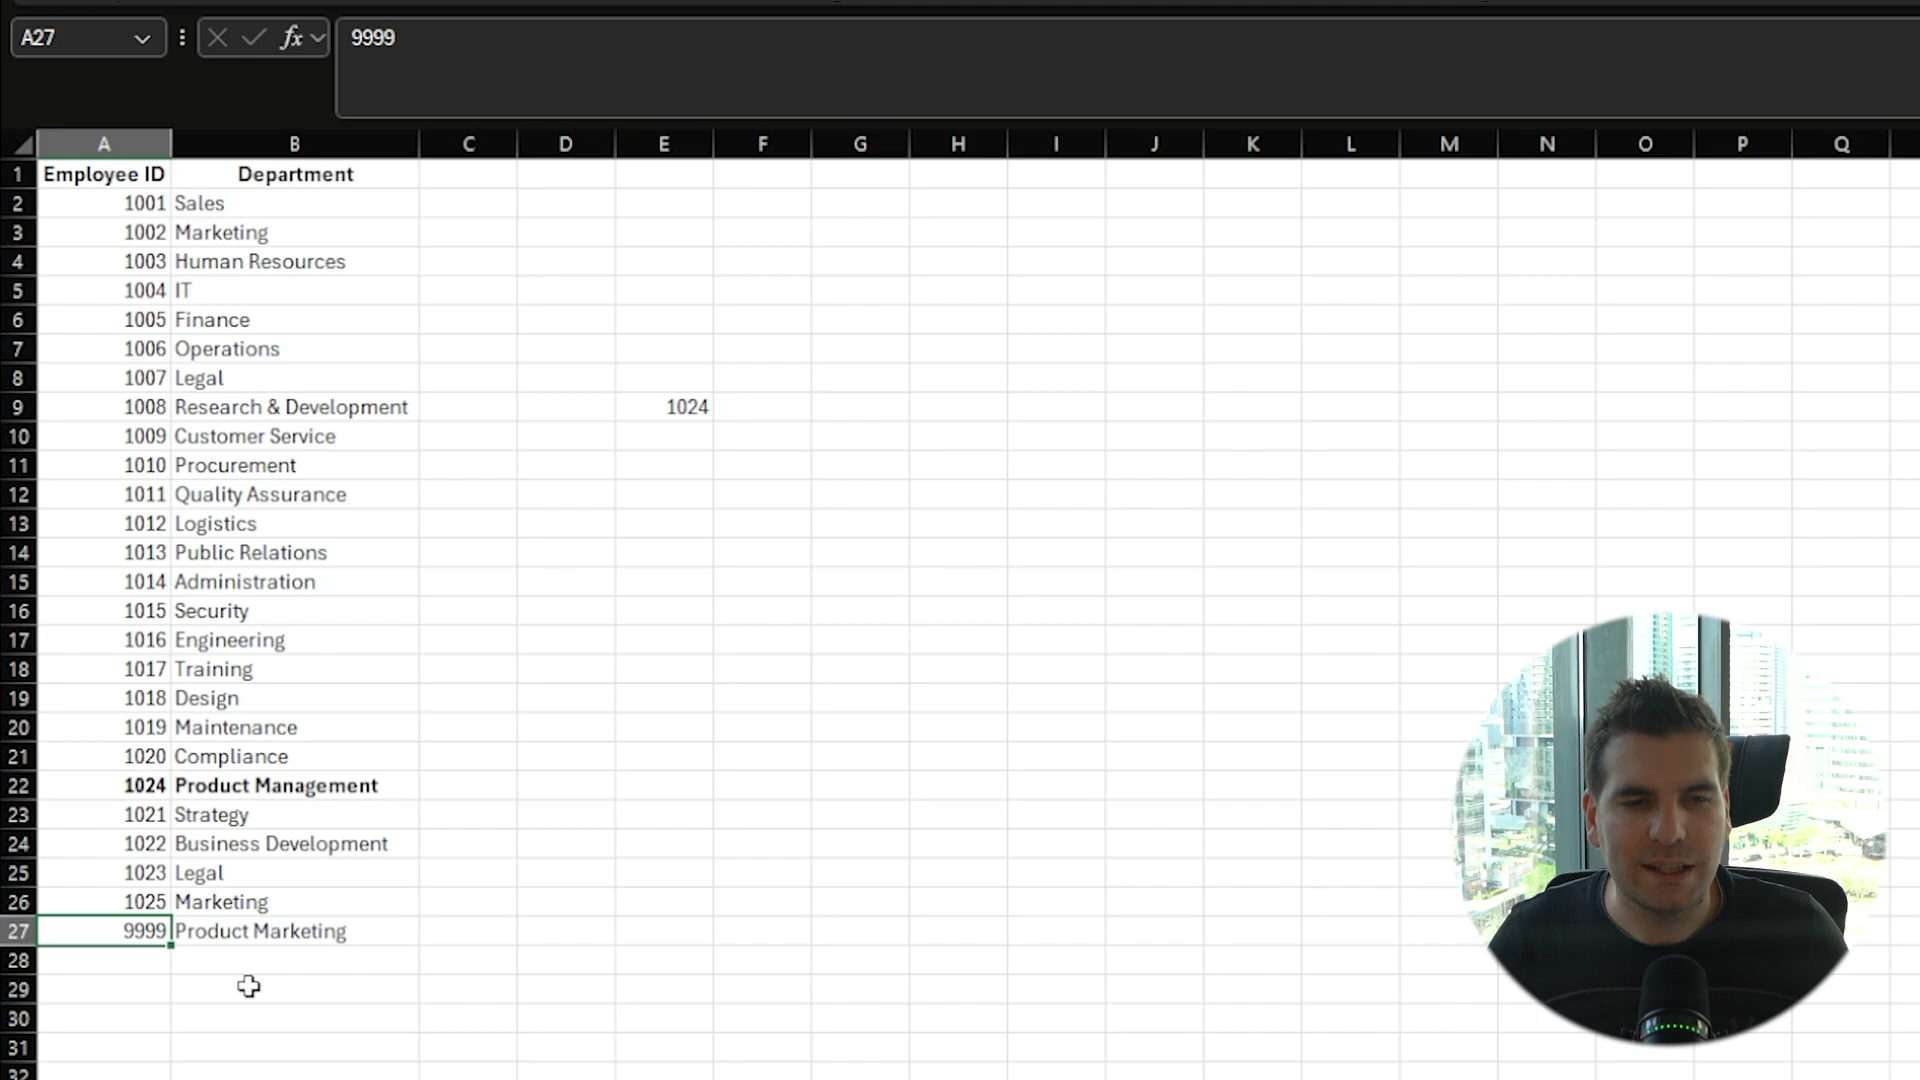 A27 fx 9999
A B C D E F G H I J K L M N O P Q
1 Employee ID Department
2 1001 Sales
3 1002 Marketing
4 1003 Human Resources
5 1004 IT
6 1005 Finance
7 1006 Operations
8 1007 Legal
9 1008 Research & Development 1024
10 1009 Customer Service
11 1010 Procurement
12 1011 Quality Assurance
13 1012 Logistics
14 1013 Public Relations
15 1014 Administration
16 1015 Security
17 1016 Engineering
18 1017 Training
19 1018 Design
20 1019 Maintenance
21 1020 Compliance
22 1024 Product Management
23 1021 Strategy
24 1022 Business Development
25 1023 Legal
26 1025 Marketing
27 9999 Product Marketing
28
29
30
31
32